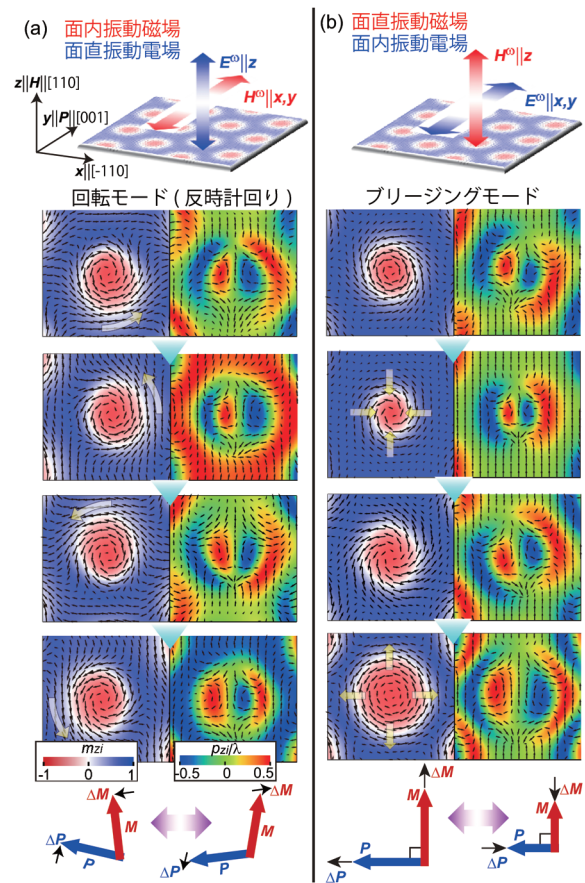 (a)
面内振動磁場
面直振動電場
E^ω||z
H^ω||x,y
z||H||[110]
y||P||[001]
x||[-110]
回転モード ( 反時計回り )
m_zi
-1 0 1
p_zi/λ
-0.5 0 0.5
ΔM
M
ΔP
P
ΔM
M
P
ΔP
(b)
面直振動磁場
面内振動電場
H^ω||z
E^ω||x,y
ブリージングモード
ΔM
M
P
ΔP
ΔM
M
P
ΔP